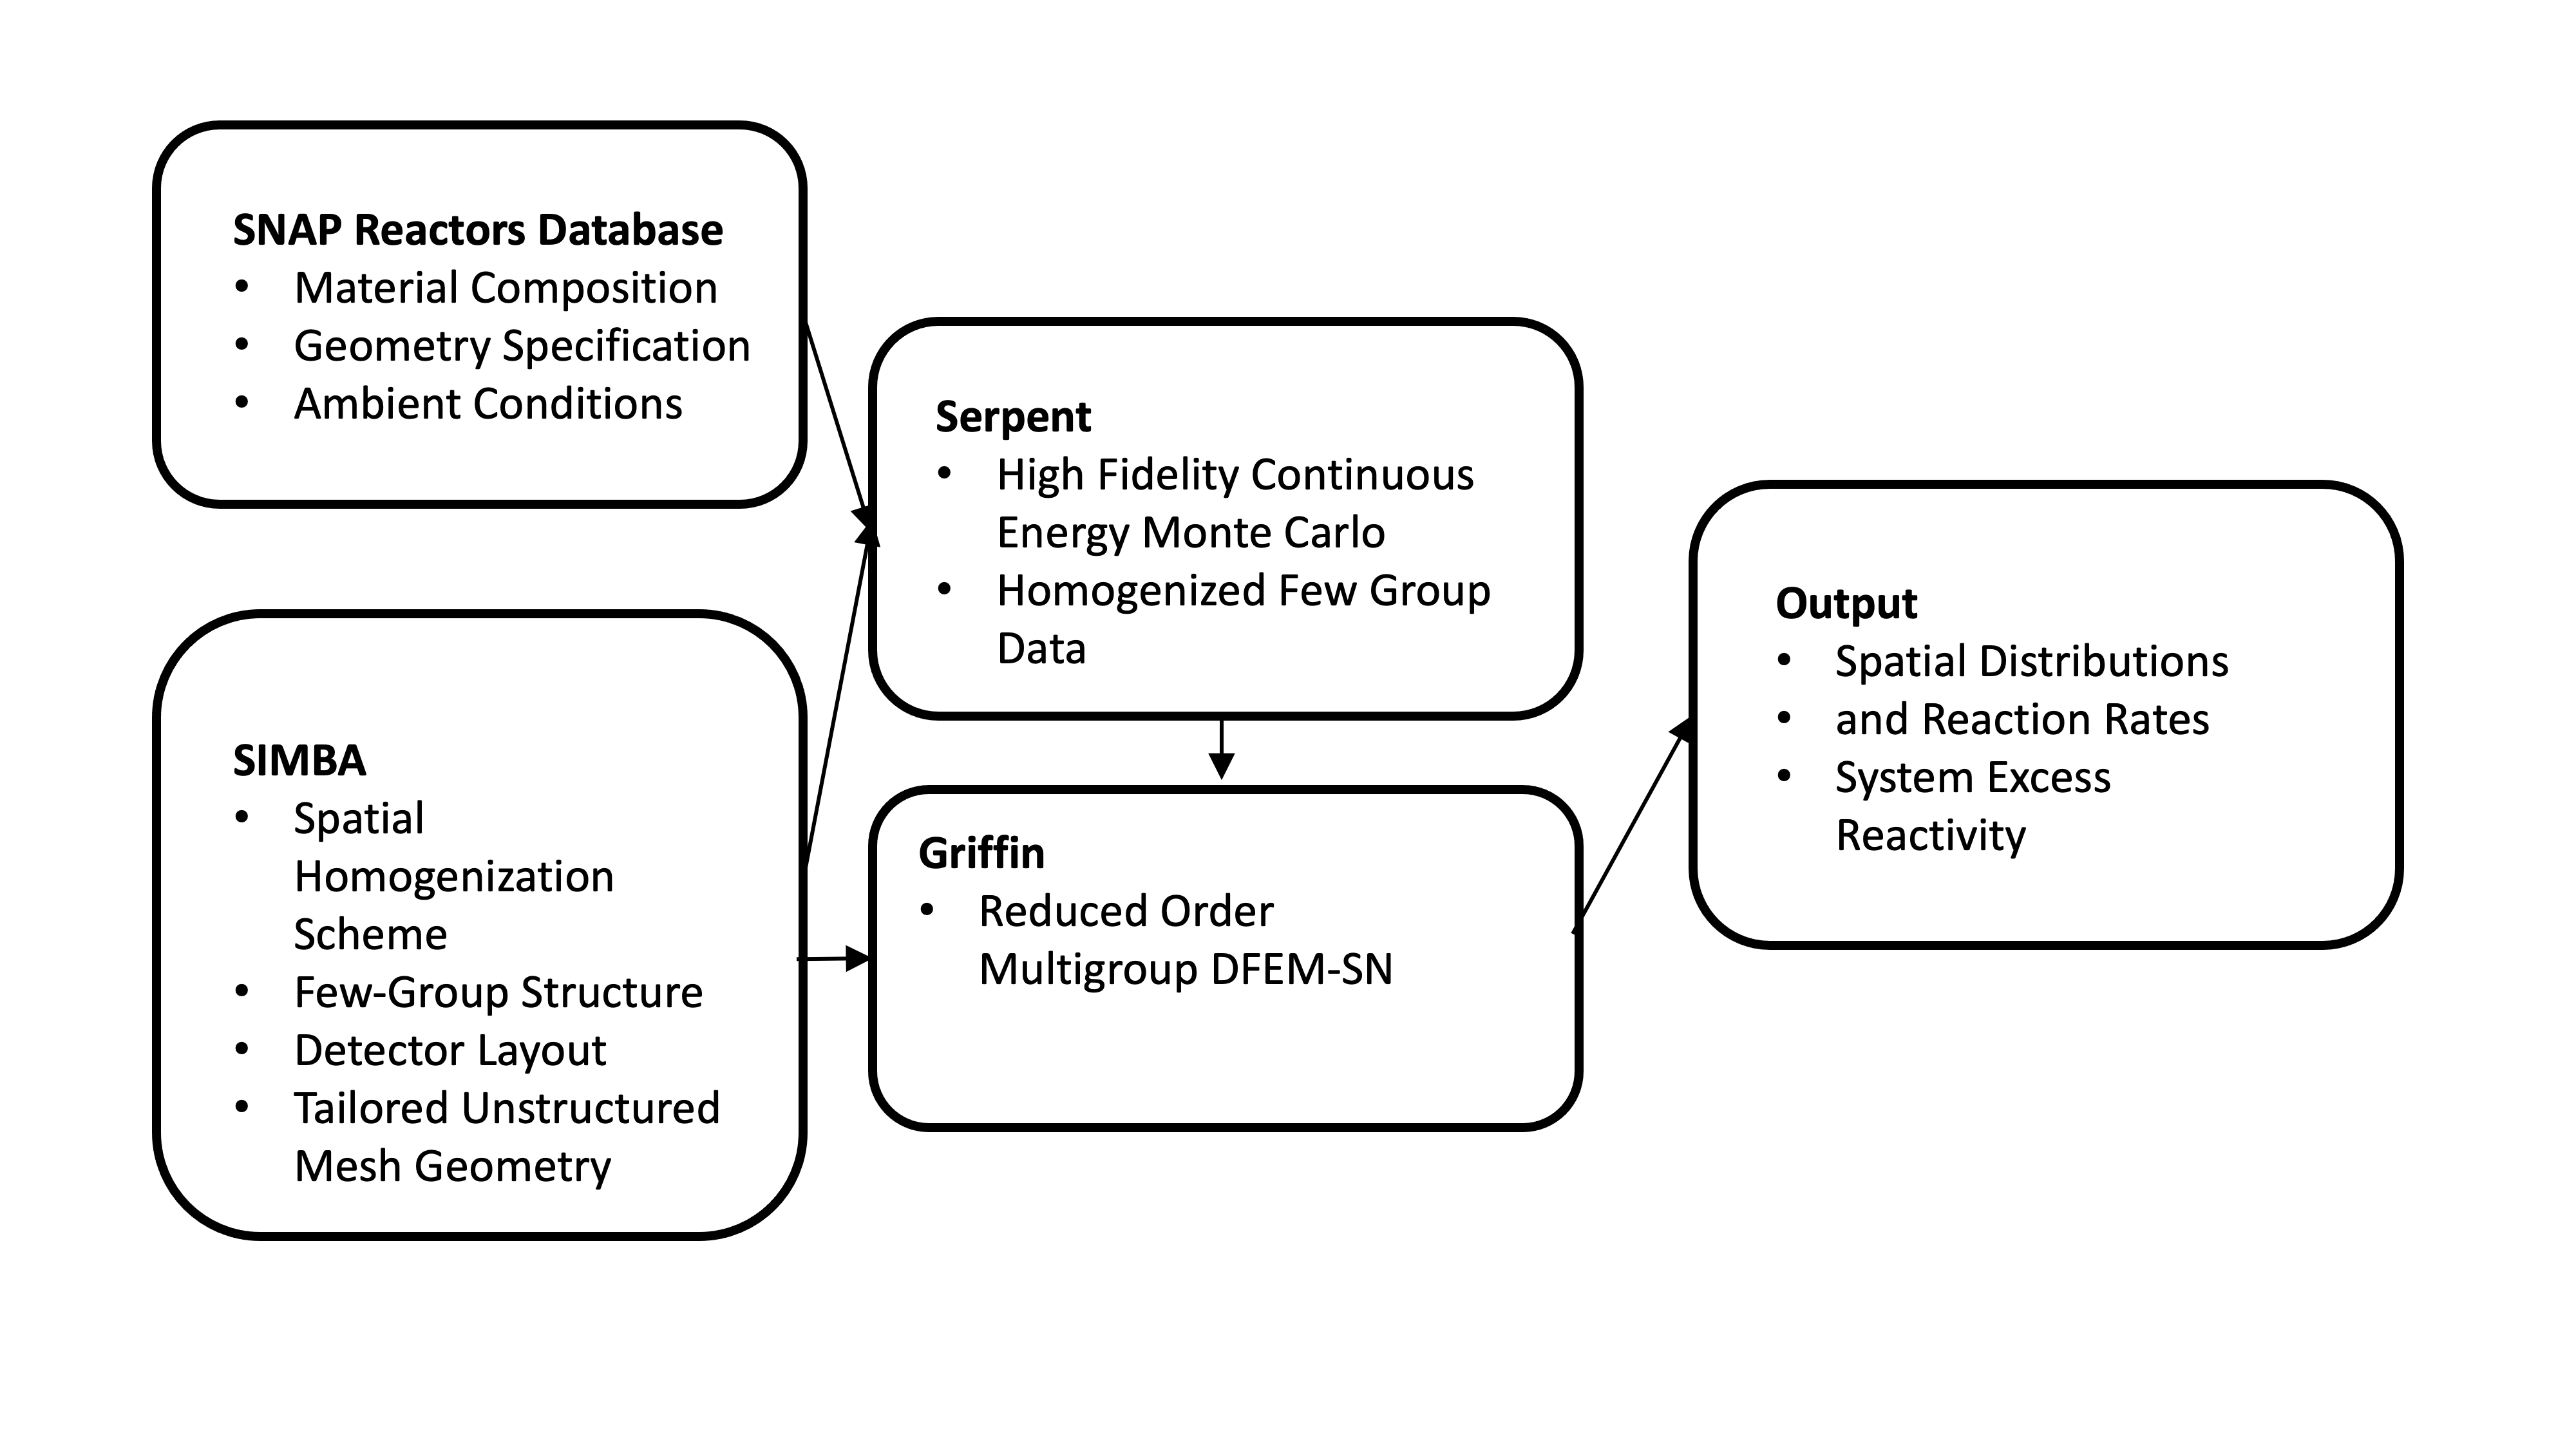 SNAP Reactors Database
• Material Composition
• Geometry Specification
• Ambient Conditions
SIMBA
• Spatial
Homogenization
Scheme
• Few-Group Structure
• Detector Layout
• Tailored Unstructured
Mesh Geometry
Serpent
• High Fidelity Continuous
Energy Monte Carlo
• Homogenized Few Group
Data
Griffin
• Reduced Order
Multigroup DFEM-SN
Output
• Spatial Distributions
• and Reaction Rates
• System Excess
Reactivity